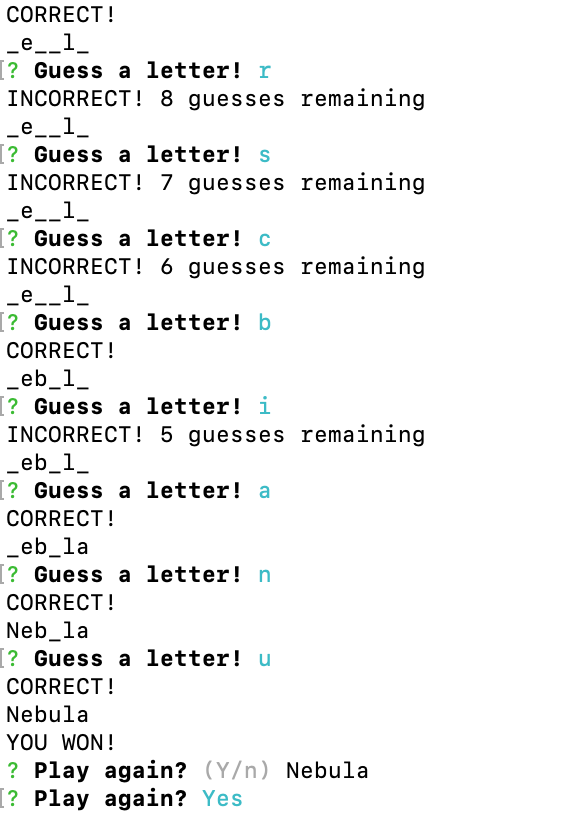 CORRECT!
_e__l_
[? Guess a letter! r
INCORRECT! 8 guesses remaining
_e__l_
[? Guess a letter! s
INCORRECT! 7 guesses remaining
_e__l_
[? Guess a letter! c
INCORRECT! 6 guesses remaining
_e__l_
[? Guess a letter! b
CORRECT!
_eb_l_
[? Guess a letter! i
INCORRECT! 5 guesses remaining
_eb_l_
[? Guess a letter! a
CORRECT!
_eb_la
[? Guess a letter! n
CORRECT!
Neb_la
[? Guess a letter! u
CORRECT!
Nebula
YOU WON!
? Play again? (Y/n) Nebula
[? Play again? Yes